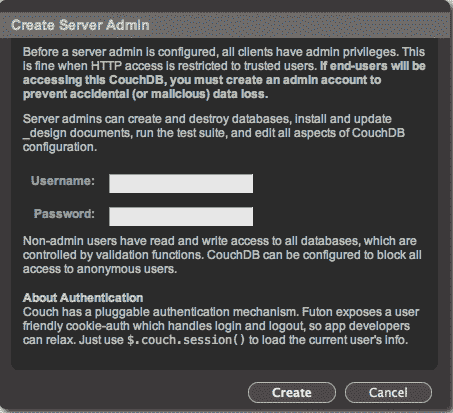 Create Server Admin
Before a server admin is configured, all clients have admin privileges. This
is fine when HTTP access is restricted to trusted users. If end-users will be
accessing this CouchDB, you must create an admin account to
prevent accidental (or malicious) data loss.
Server admins can create and destroy databases, install and update
_design documents, run the test suite, and edit all aspects of CouchDB
configuration.
Username:
Password:
Non-admin users have read and write access to all databases, which are
controlled by validation functions. CouchDB can be configured to block all
access to anonymous users.
About Authentication
Couch has a pluggable authentication mechanism. Futon exposes a user
friendly cookie-auth which handles login and logout, so app developers
can relax. Just use $.couch.session() to load the current user's info.
Create Cancel